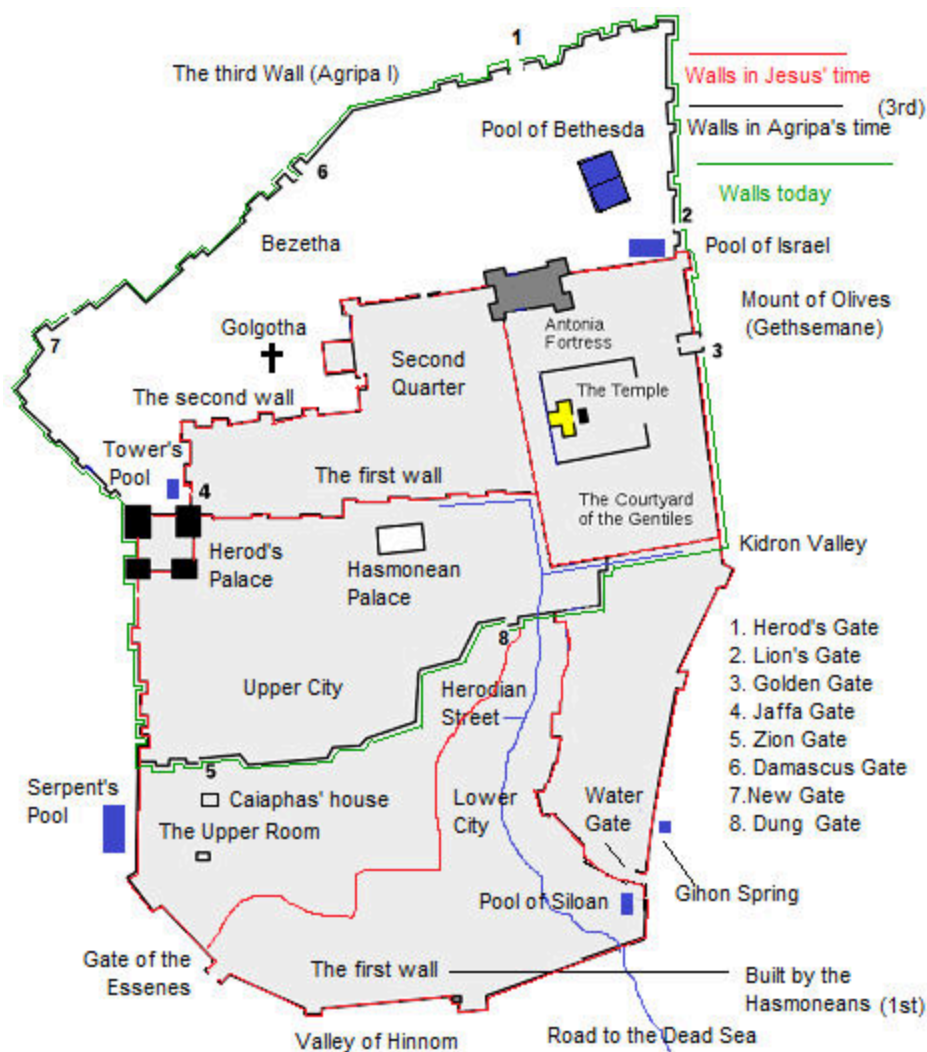 1
The third Wall (Agripa I)
Walls in Jesus' time
(3rd)
Walls in Agripa's time
Pool of Bethesda
6
Walls today
2
Bezetha
Pool of Israel
Mount of Olives
(Gethsemane)
Golgotha
Antonia
Fortress
7
3
Second
Quarter
The Temple
The second wall
Tower's
Pool
The first wall
4
The Courtyard
of the Gentiles
Herod's
Palace
Hasmonean
Palace
Kidron Valley
8
1. Herod's Gate
2. Lion's Gate
3. Golden Gate
4. Jaffa Gate
5. Zion Gate
6. Damascus Gate
7.New Gate
8. Dung Gate
Upper City
Herodian
Street
5
Serpent's
Pool
Caiaphas' house
The Upper Room
Lower
City
Water
Gate
Pool of Siloan
Gihon Spring
Gate of the
Essenes
The first wall
Built by the
Hasmoneans (1st)
Valley of Hinnom
Road to the Dead Sea